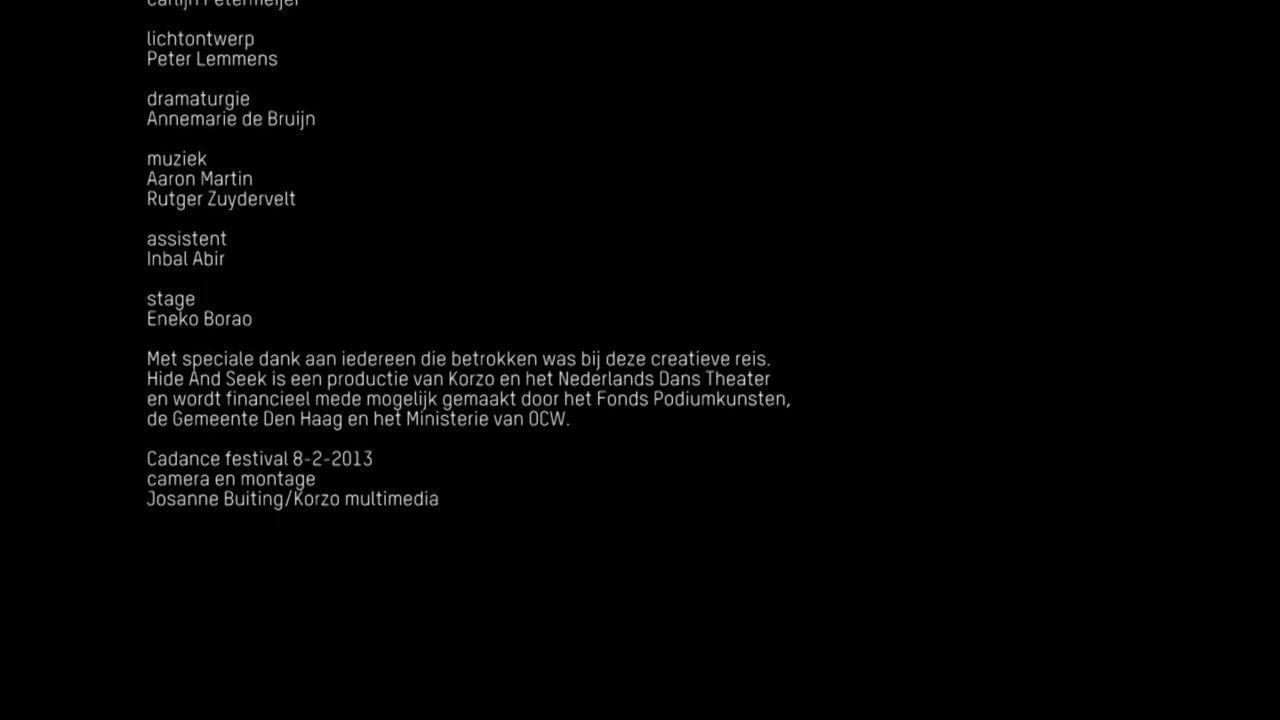 Carlijn Petermeijer
lichtontwerp
Peter Lemmens
dramaturgie
Annemarie de Bruijn
muziek
Aaron Martin
Rutger Zuydervelt
assistent
Inbal Abir
stage
Eneko Borao
Met speciale dank aan iedereen die betrokken was bij deze creatieve reis.
Hide And Seek is een productie van Korzo en het Nederlands Dans Theater
en wordt financieel mede mogelijk gemaakt door het Fonds Podiumkunsten,
de Gemeente Den Haag en het Ministerie van OCW.
Cadance festival 8-2-2013
camera en montage
Josanne Buiting/Korzo multimedia